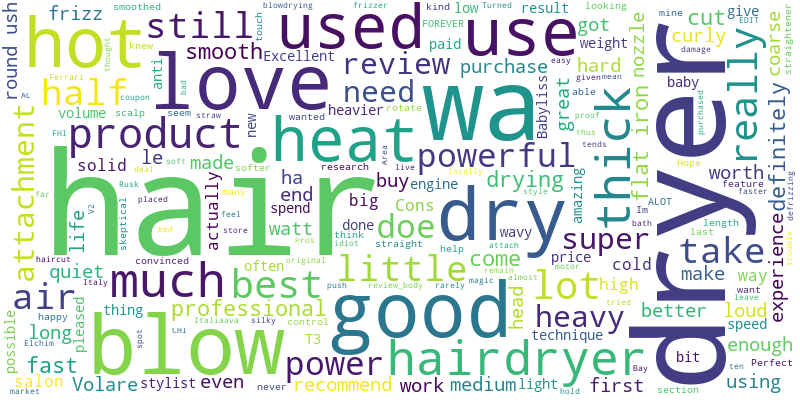 smoothed
blowdrying
frizzer
kind
low
result
looking
round ush
frizz
still
used
use
touch
FOREVER
Turned
EDIT
mine
straightener
knew
hot
love
smooth
Excellent
paid
got
weight
cut
give
curly
coarse
Ferrari
thought
anti
review
purchase
hard
nozzle
AC
half
coupon
bad
need
heavier
easy
given
mean
damage
volume
scalp
seem
straw
rotate
Babyliss
great
able
baby
attachment
product
new
wanted
heat
wa
proof
thus
tends
thick
flat iron
purchased
really
definitely
FHI
solid
le
made
soft
softer
research
live
Area
powerful
locally
Hope
faster
worth
feature
defrizzing
far
Rusk
deal
placed
many
ha
end
buy
engine
drying
style
amazing
ALOT
hair
dry
dryer
life
V2
skeptical
actually
feel
store
spend
big
Cons
doe
Im
length
last
experience
bed
watt
done
wavy
super
bath
pleased
quiet
haircut
convinced
Pros
idiot
straight
help
attach
come
price
cold
take
trouble
possible
air
much
best
often
original
little
remain
almost
motor
lot
high
tried
make
way
want
leave
happy
Italy
professional
push
review_body
rarely
magic
head
better
loud
speed
Elchim
thing
Italiaava
control
good
heavy
long
blow
silky
T3
technique
enough
fast
spot
CHI
power
hairdryer
bit
ten
Perfect
salon
Volare
stylist
even
never
recommend
think
work
medium
light
first
Bay
section
using
market
hold